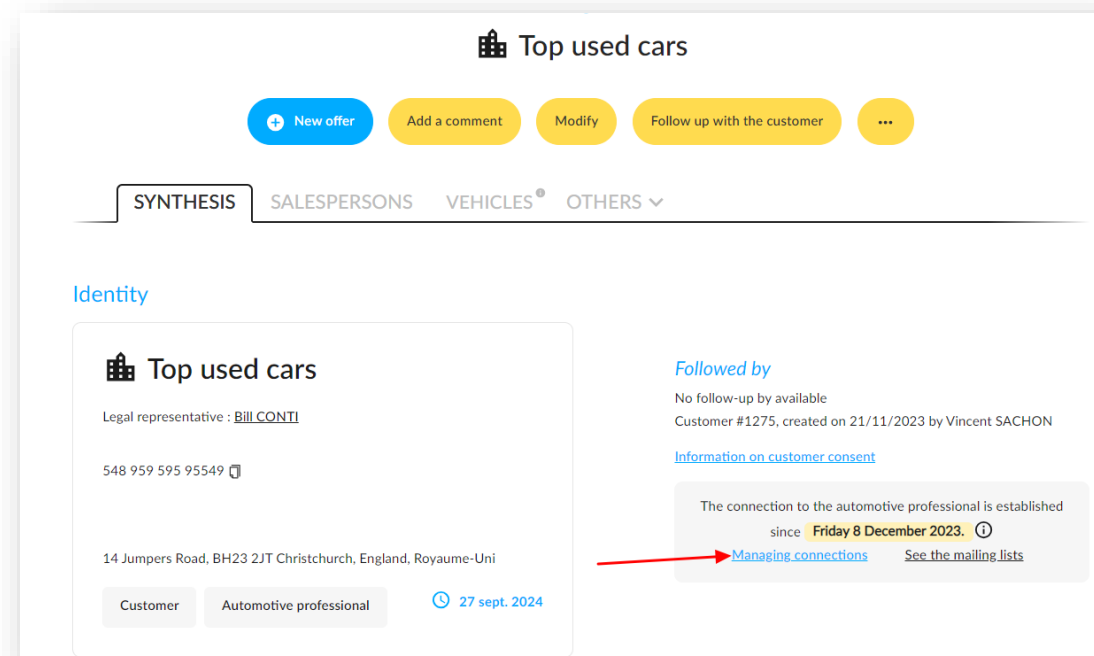 Top used cars
New offer
Add a comment
Modify
Follow up with the customer
...
SYNTHESIS
SALESPERSONS
VEHICLES
OTHERS
Identity
Top used cars
Legal representative : Bill CONTI
548 959 595 95549
14 Jumpers Road, BH23 2JT Christchurch, England, Royaume-Uni
Customer
Automotive professional
27 sept. 2024
Followed by
No follow-up by available
Customer #1275, created on 21/11/2023 by Vincent SACHON
Information on customer consent
The connection to the automotive professional is established
since Friday 8 December 2023.
Managing connections
See the mailing lists